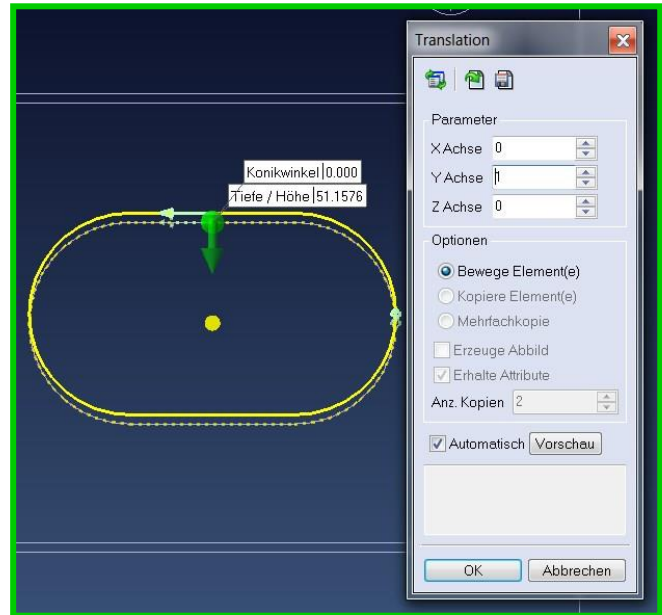 Translation
Parameter
X Achse 0
Y Achse 1
Z Achse 0
Optionen
Bewege Element(e)
Kopiere Element(e)
Mehrfachkopie
Erzeuge Abbild
Erhalte Attribute
Anz. Kopien 2
Automatisch Vorschau
OK Abbrechen
Konikwinkel 0.000
Tiefe / Höhe 51.1576